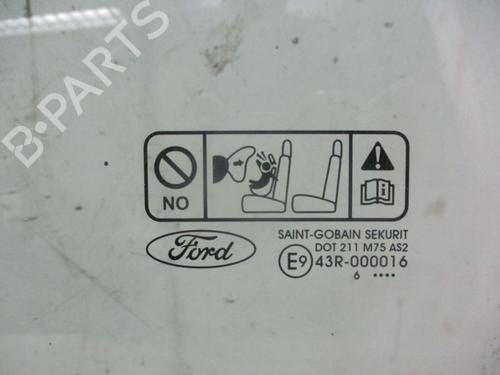 B-PARTS
NO
Ford
SAINT-GOBAIN SEKURIT
DOT 211 M75 AS2
E9 43R-000016
6 ....